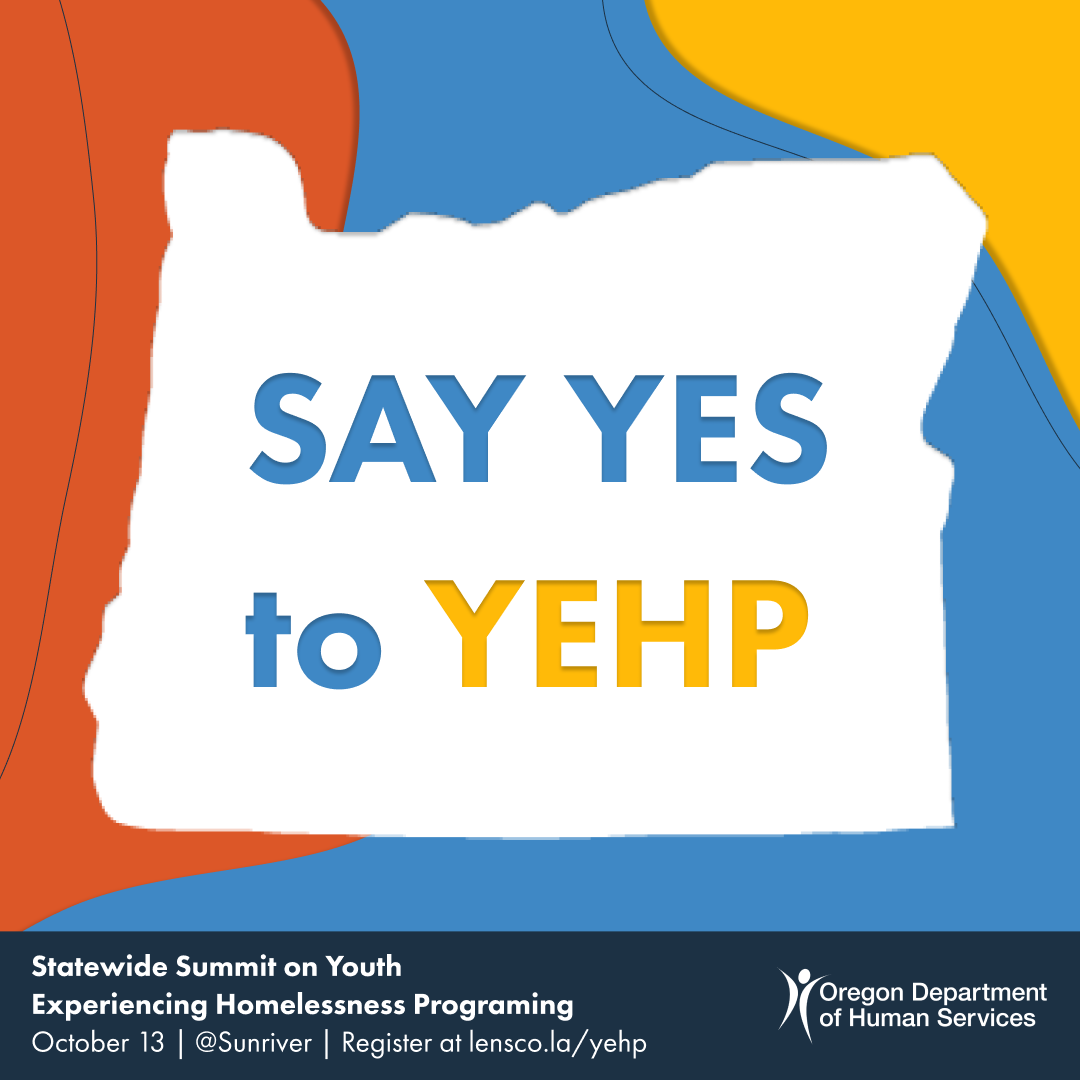 SAY YES
to YEHP
Statewide Summit on Youth
Experiencing Homelessness Programing
October 13 | @Sunriver | Register at lensco.la/yehp
Oregon Department
of Human Services